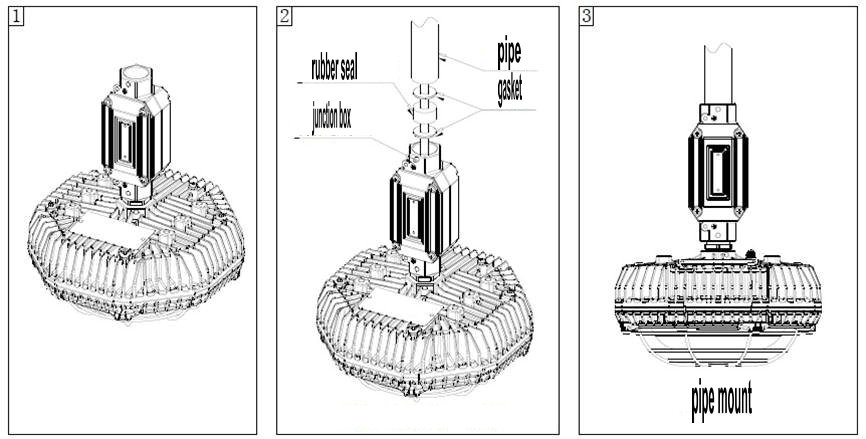 1
2
pipe
rubber seal
gasket
junction box
3
pipe mount